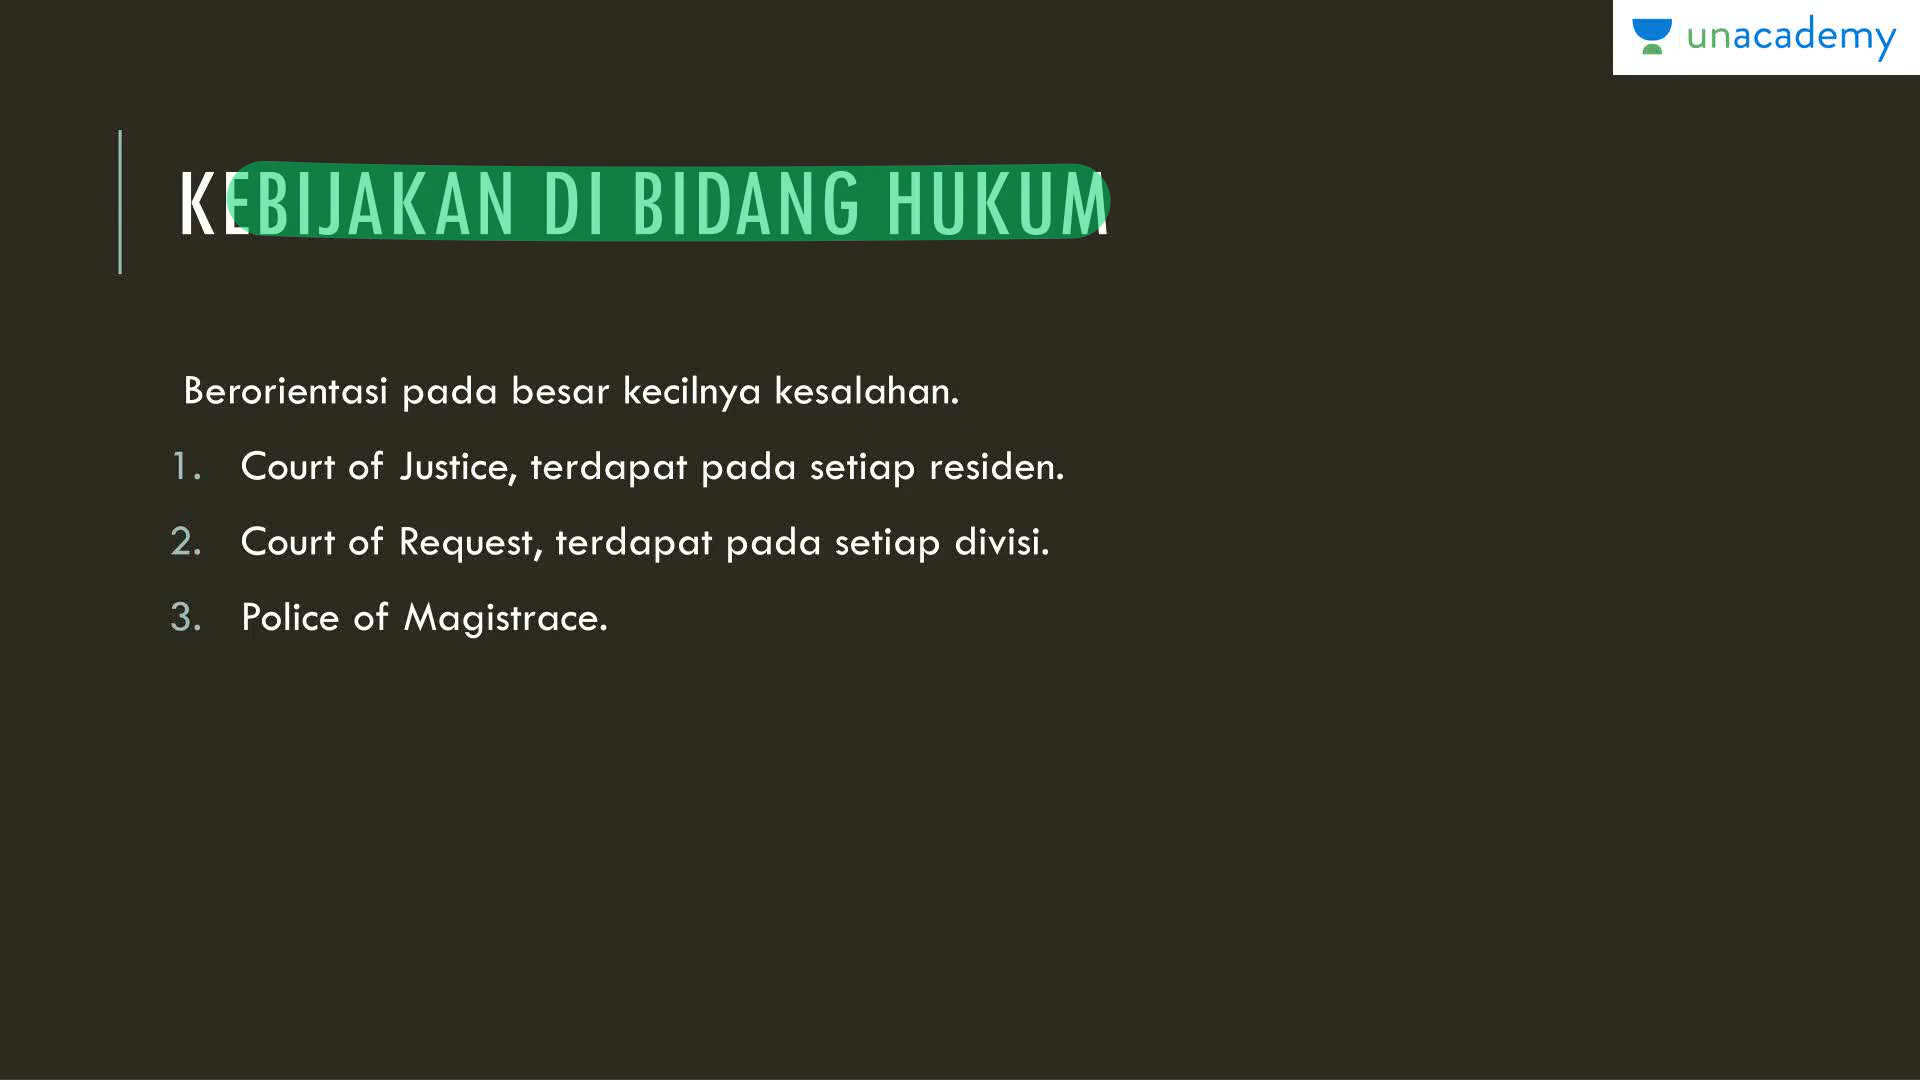 unacademy
KEBIJAKAN DI BIDANG HUKUM
Berorientasi pada besar kecilnya kesalahan.
1. Court of Justice, terdapat pada setiap residen.
2. Court of Request, terdapat pada setiap divisi.
3. Police of Magistrace.